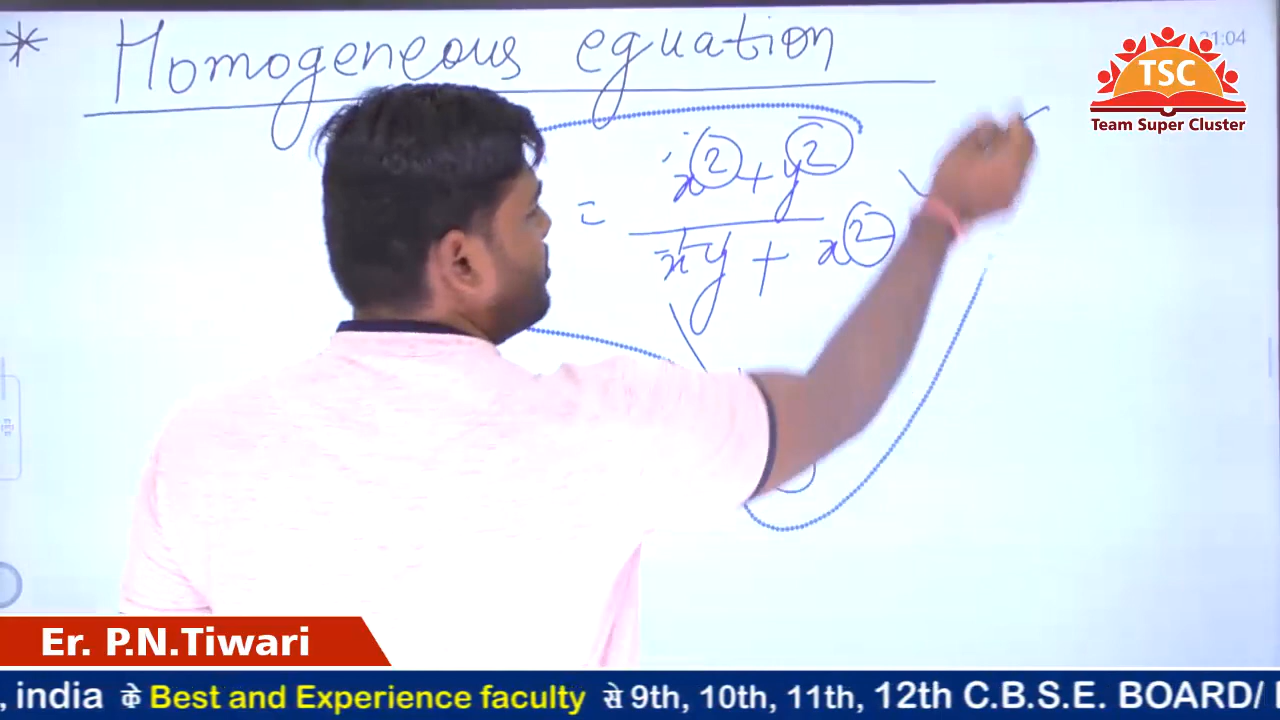 * Homogeneous equation
21:04
TSC
Team Super Cluster
= x²+y² / xy + x²
Er. P.N.Tiwari
, india के Best and Experience faculty से 9th, 10th, 11th, 12th C.B.S.E. BOARD/